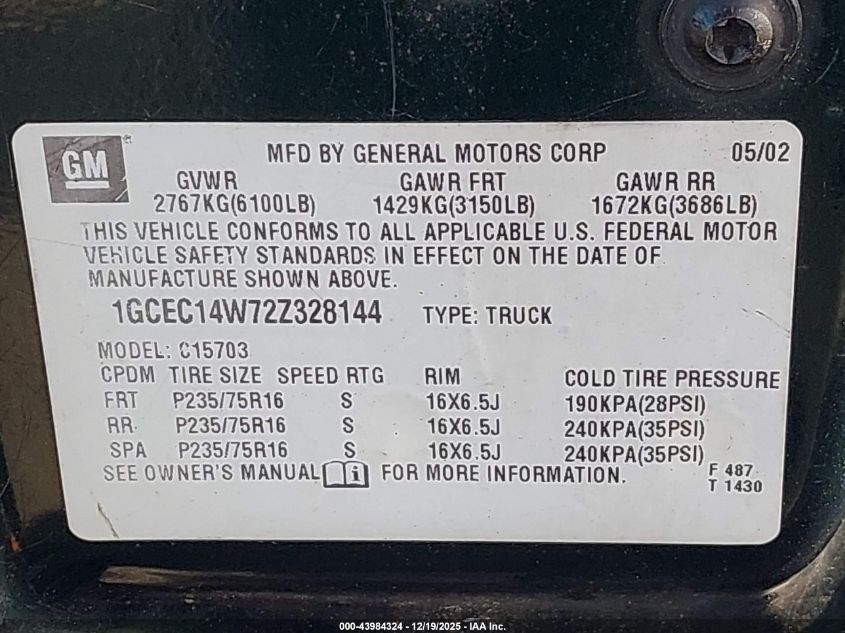 GM
MFD BY GENERAL MOTORS CORP 05/02
GVWR GAWR FRT GAWR RR
2767KG(6100LB) 1429KG(3150LB) 1672KG(3686LB)
THIS VEHICLE CONFORMS TO ALL APPLICABLE U.S. FEDERAL MOTOR
VEHICLE SAFETY STANDARDS IN EFFECT ON THE DATE OF
MANUFACTURE SHOWN ABOVE.
1GCEC14W72Z328144 TYPE: TRUCK
MODEL: C15703
CPDM TIRE SIZE SPEED RTG RIM COLD TIRE PRESSURE
FRT P235/75R16 S 16X6.5J 190KPA(28PSI)
RR P235/75R16 S 16X6.5J 240KPA(35PSI)
SPA P235/75R16 S 16X6.5J 240KPA(35PSI)
SEE OWNER'S MANUAL i FOR MORE INFORMATION.
F 487
T 1430
000-43984324 - 12/19/2025 - IAA Inc.